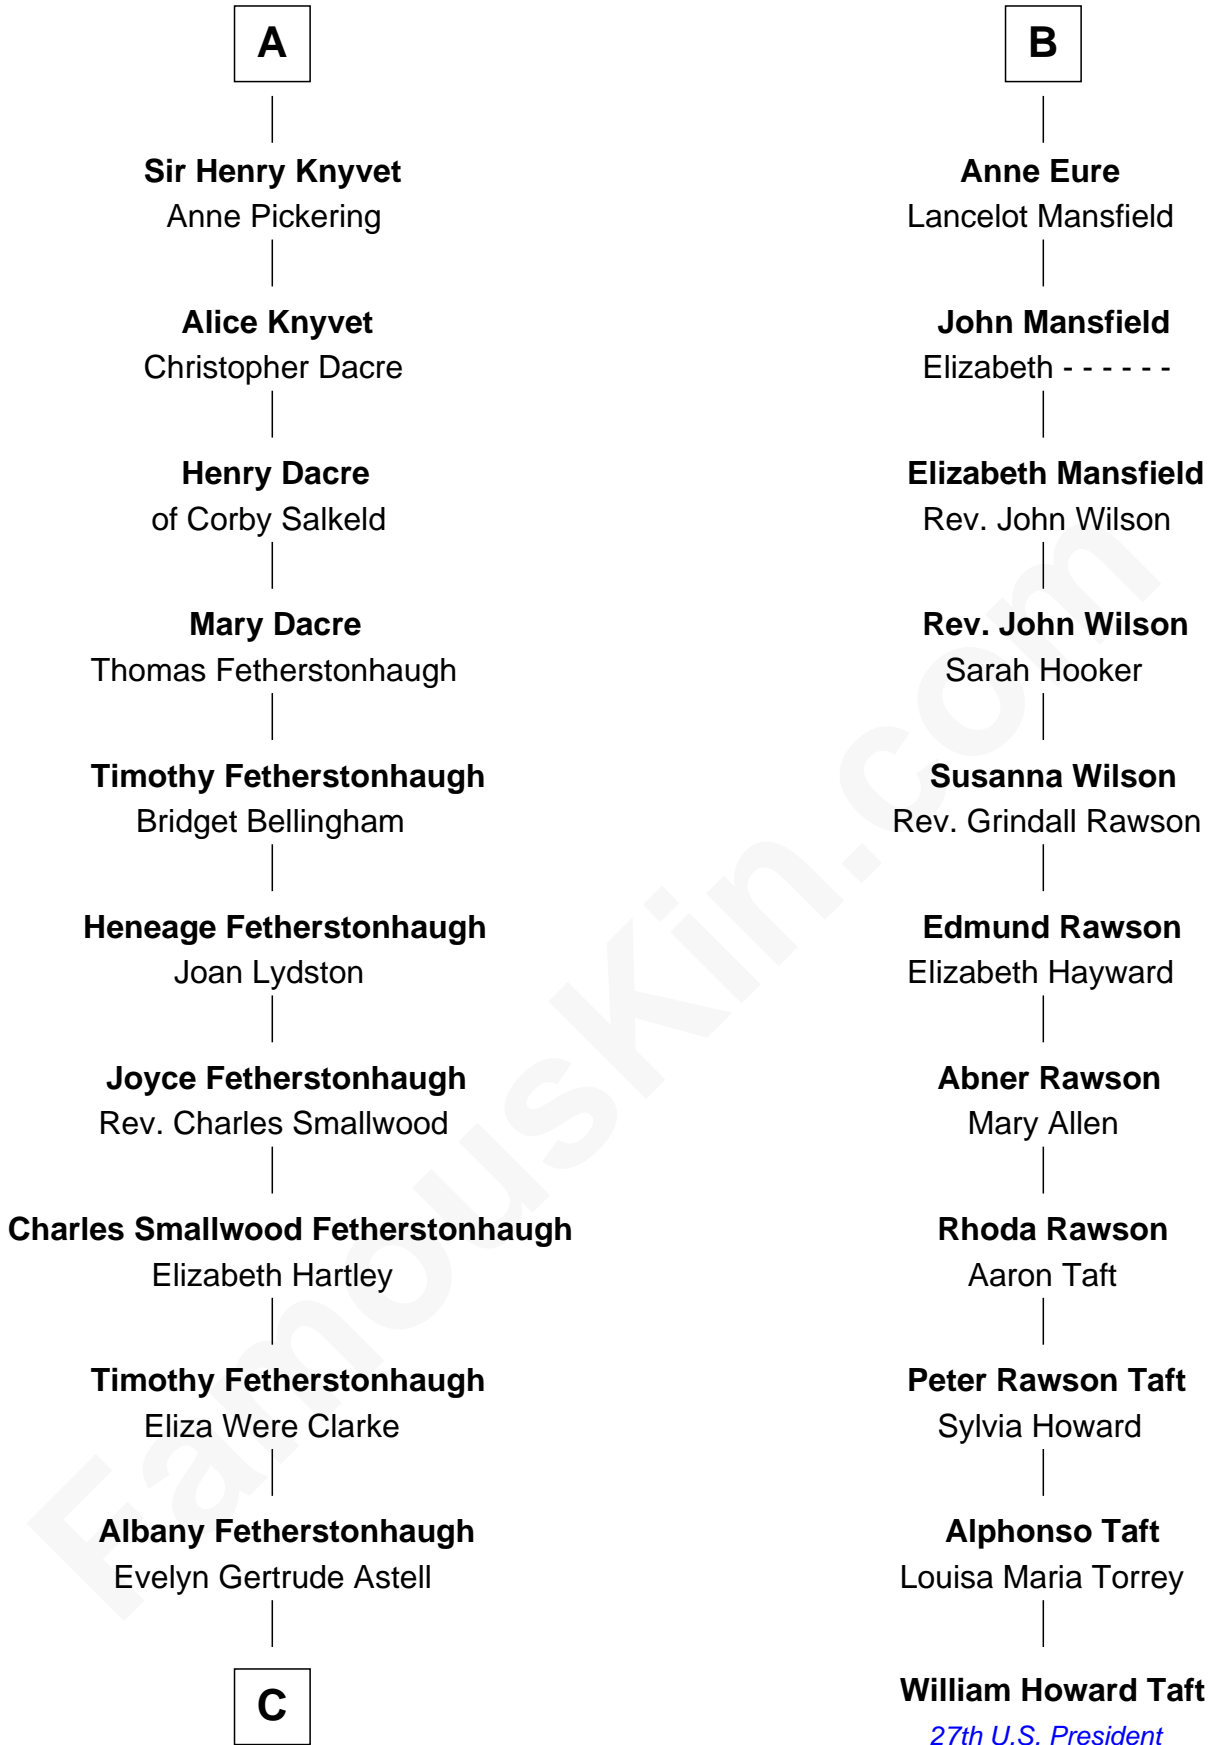 A
Sir Henry Knyvet
Anne Pickering
Alice Knyvet
Christopher Dacre
Henry Dacre
of Corby Salkeld
Mary Dacre
Thomas Fetherstonhaugh
Timothy Fetherstonhaugh
Bridget Bellingham
Heneage Fetherstonhaugh
Joan Lydston
Joyce Fetherstonhaugh
Rev. Charles Smallwood
Charles Smallwood Fetherstonhaugh
Elizabeth Hartley
Timothy Fetherstonhaugh
Eliza Were Clarke
Albany Fetherstonhaugh
Evelyn Gertrude Astell
C
B
Anne Eure
Lancelot Mansfield
John Mansfield
Elizabeth - - - - - -
Elizabeth Mansfield
Rev. John Wilson
Rev. John Wilson
Sarah Hooker
Susanna Wilson
Rev. Grindall Rawson
Edmund Rawson
Elizabeth Hayward
Abner Rawson
Mary Allen
Rhoda Rawson
Aaron Taft
Peter Rawson Taft
Sylvia Howard
Alphonso Taft
Louisa Maria Torrey
William Howard Taft
27th U.S. President
FamousKin.com